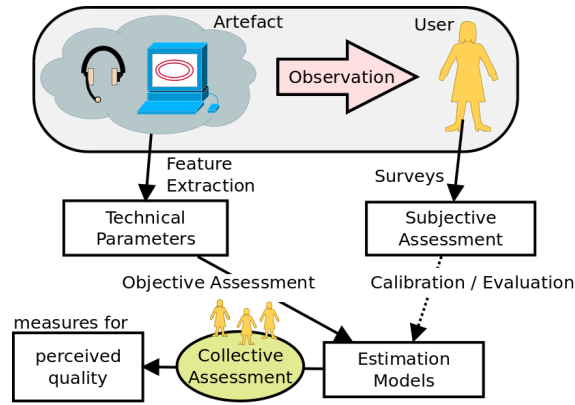 Artefact
User
Observation
Feature
Extraction
Surveys
Technical
Parameters
Subjective
Assessment
Objective Assessment
Calibration / Evaluation
measures for
perceived
quality
Collective
Assessment
Estimation
Models